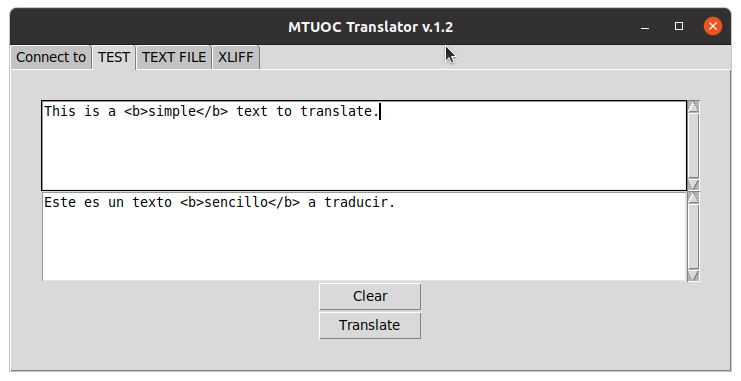 MTUOC Translator v.1.2
Connect to TEST TEXT FILE XLIFF
This is a <b>simple</b> text to translate.
Este es un texto <b>sencillo</b> a traducir.
Clear
Translate